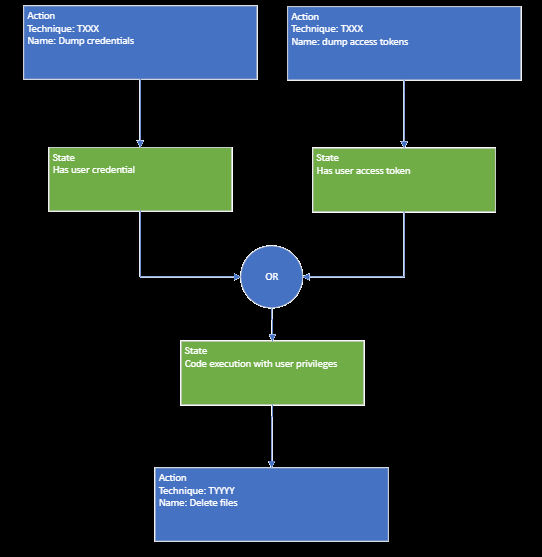 Action
Technique: TXXX
Name: Dump credentials
Action
Technique: TXXX
Name: dump access tokens
State
Has user credential
State
Has user access token
OR
State
Code execution with user privileges
Action
Technique: TYYYY
Name: Delete files